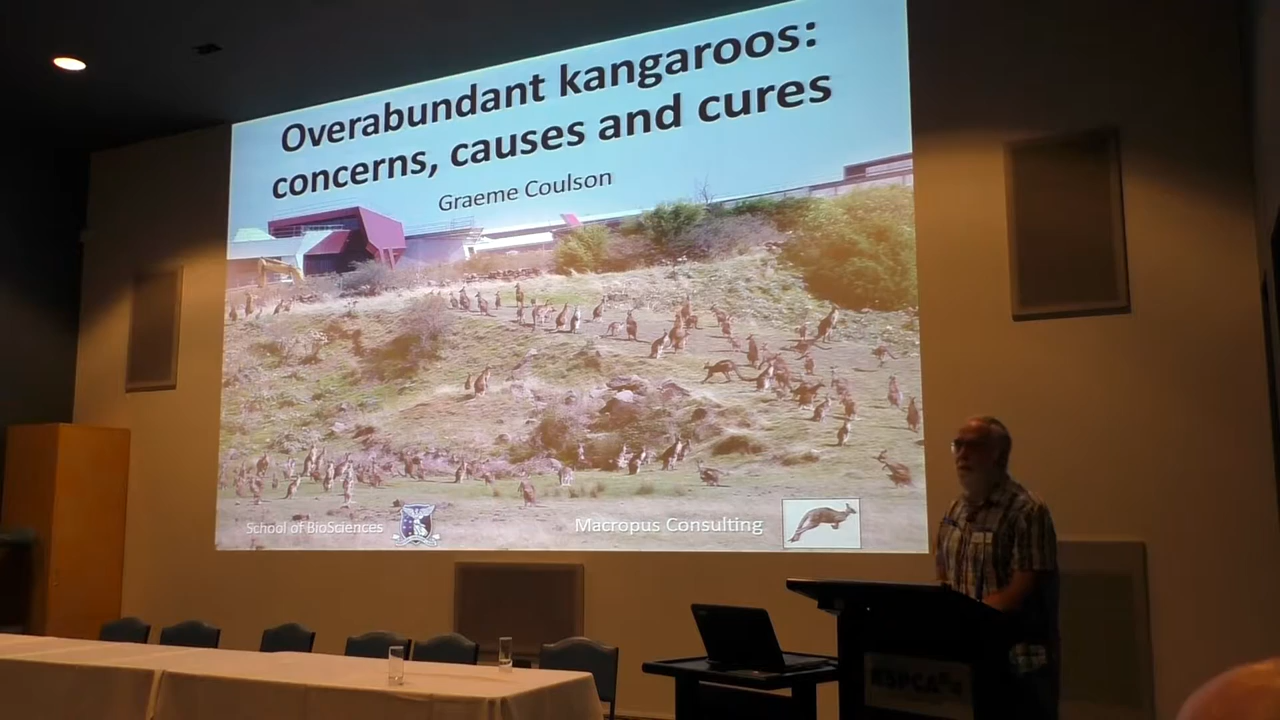 Overabundant kangaroos:
concerns, causes and cures
Graeme Coulson
School of BioSciences
Macropus Consulting
RSPCA